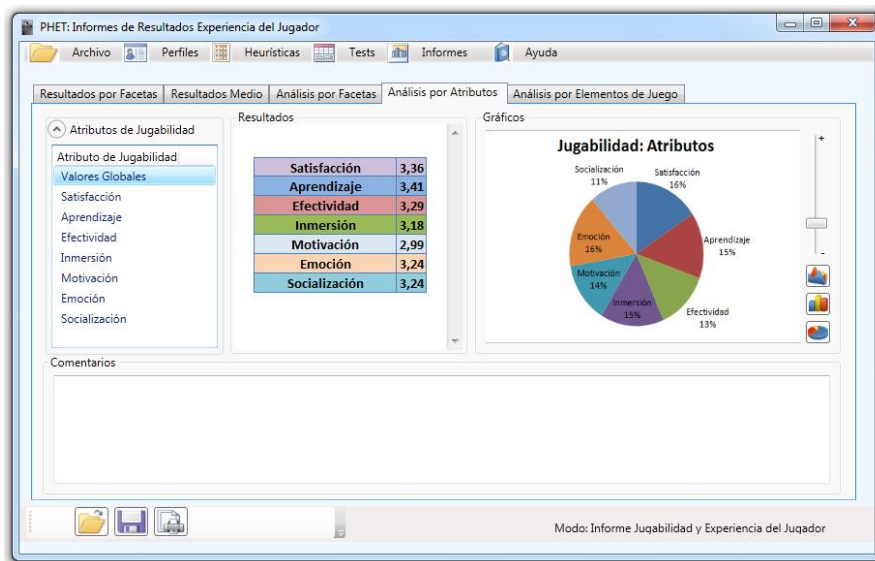 PHET: Informes de Resultados Experiencia del Jugador
Archivo Perfiles Heurísticas Tests Informes Ayuda
Resultados por Facetas Resultados Medio Análisis por Facetas Análisis por Atributos Análisis por Elementos de Juego
Atributos de Jugabilidad
Atributo de Jugabilidad
Valores Globales
Satisfacción
Aprendizaje
Efectividad
Inmersión
Motivación
Emoción
Socialización
Resultados
Satisfacción 3,36
Aprendizaje 3,41
Efectividad 3,29
Inmersión 3,18
Motivación 2,99
Emoción 3,24
Socialización 3,24
Gráficos
Jugabilidad: Atributos
Socialización
11%
Satisfacción
16%
Aprendizaje
15%
Efectividad
13%
Inmersión
15%
Motivación
14%
Emoción
16%
+
-
Comentarios
Modo: Informe Jugabilidad y Experiencia del Jugador